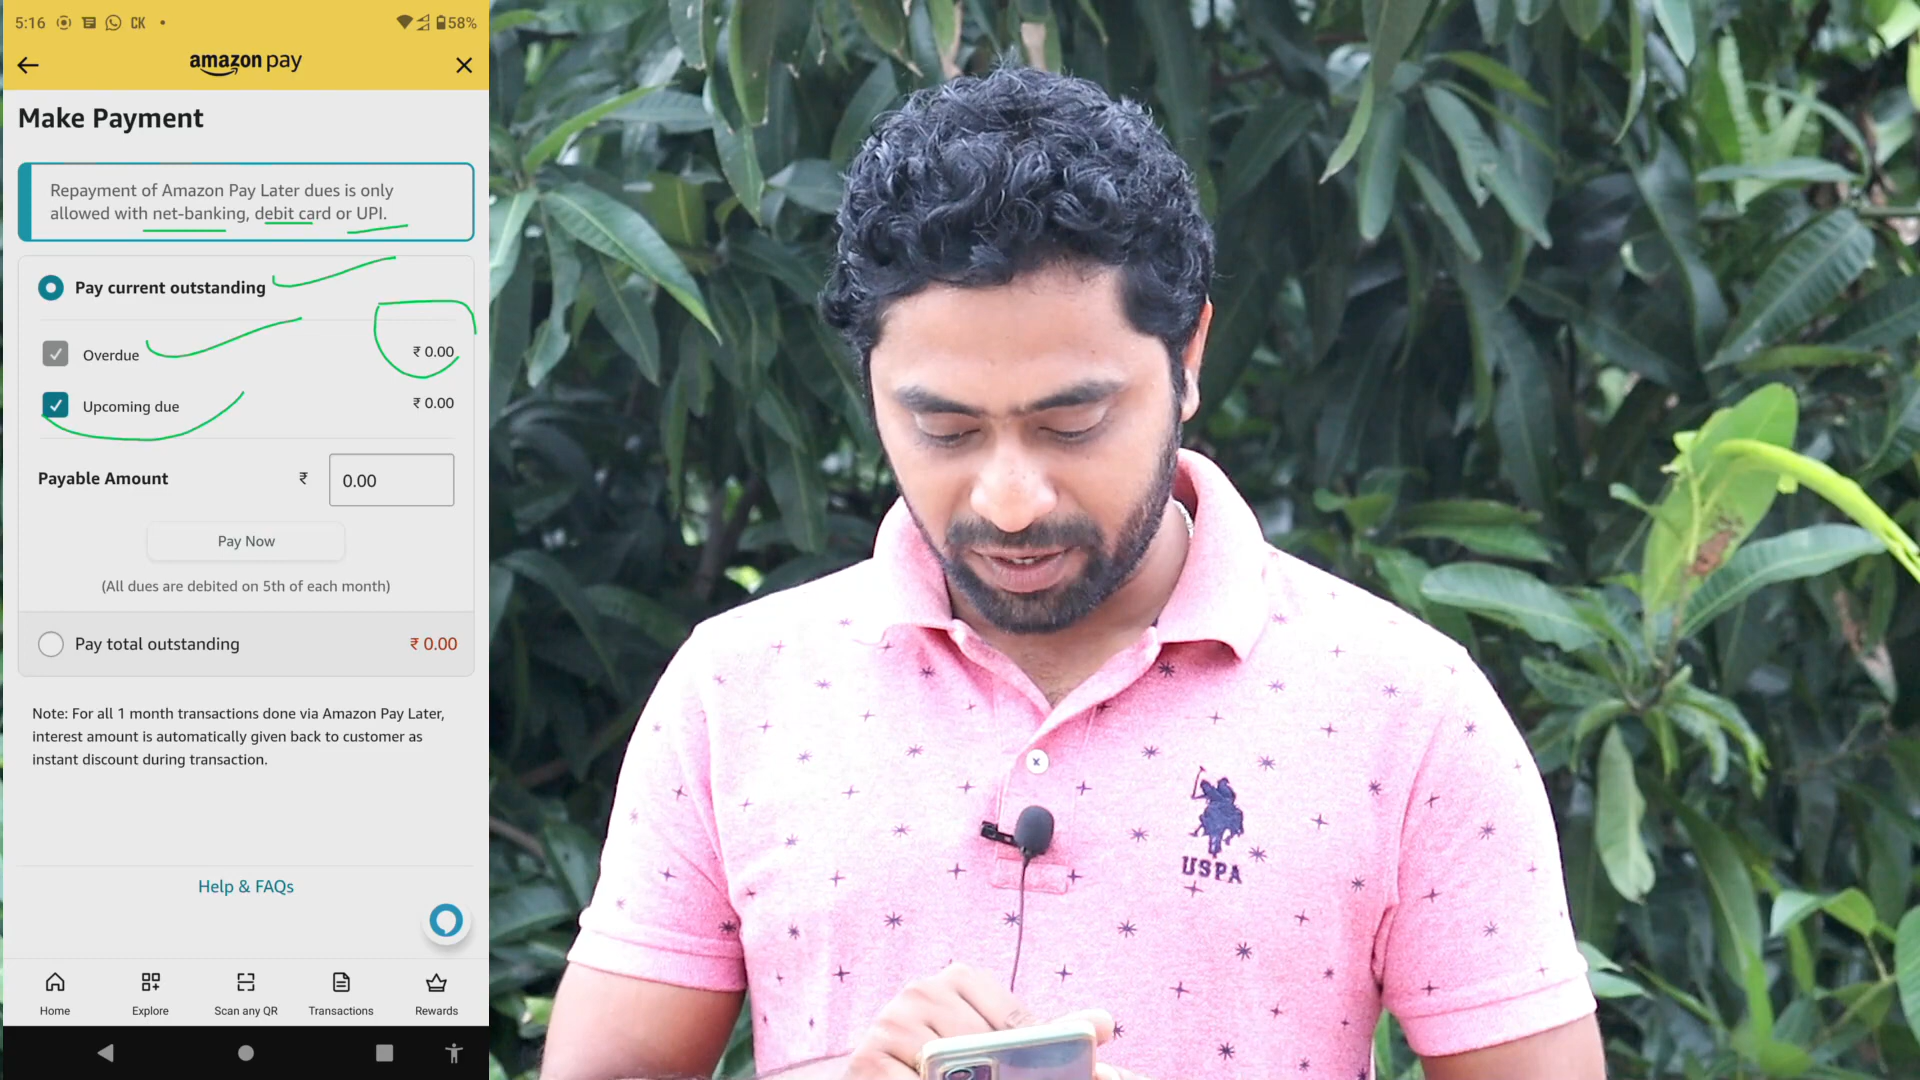 5:16 CK 58%
amazon pay
Make Payment
Repayment of Amazon Pay Later dues is only
allowed with net-banking, debit card or UPI.
Pay current outstanding
Overdue ₹ 0.00
Upcoming due ₹ 0.00
Payable Amount ₹ 0.00
Pay Now
(All dues are debited on 5th of each month)
Pay total outstanding ₹ 0.00
Note: For all 1 month transactions done via Amazon Pay Later,
interest amount is automatically given back to customer as
instant discount during transaction.
Help & FAQs
Home Explore Scan any QR Transactions Rewards
USPA